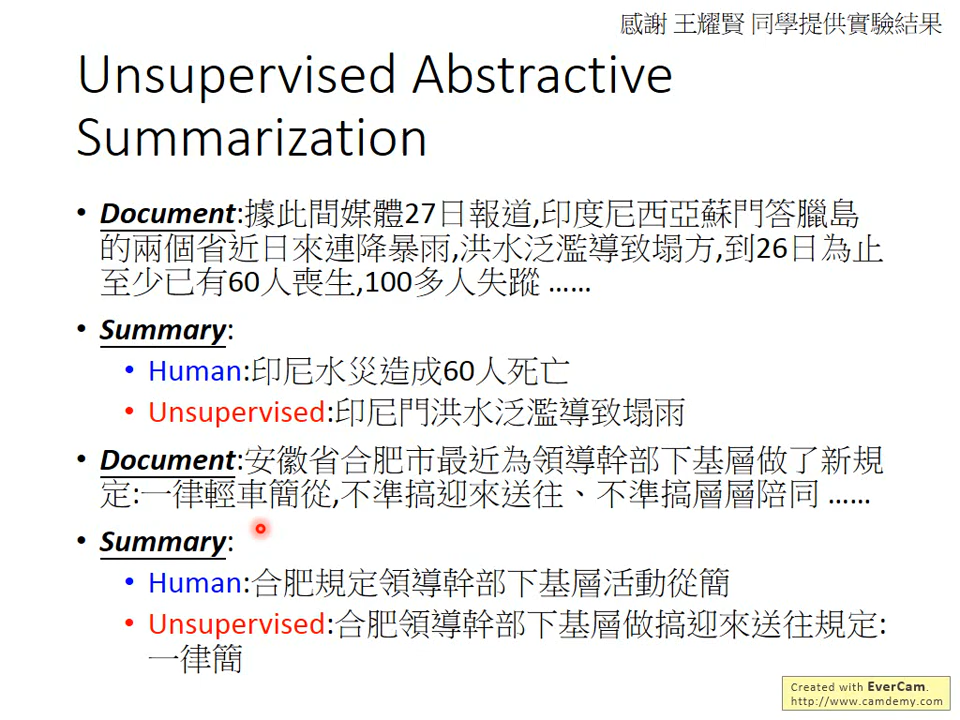 感謝 王耀賢 同學提供實驗結果
Unsupervised Abstractive
Summarization
• Document:據此間媒體27日報道,印度尼西亞蘇門答臘島
的兩個省近日來連降暴雨,洪水泛濫導致塌方,到26日為止
至少已有60人喪生,100多人失蹤 ……
• Summary:
• Human:印尼水災造成60人死亡
• Unsupervised:印尼門洪水泛濫導致塌雨
• Document:安徽省合肥市最近為領導幹部下基層做了新規
定:一律輕車簡從,不準搞迎來送往、不準搞層層陪同 ……
• Summary:
• Human:合肥規定領導幹部下基層活動從簡
• Unsupervised:合肥領導幹部下基層做搞迎來送往規定:
一律簡
Created with EverCam.
http://www.camdemy.com